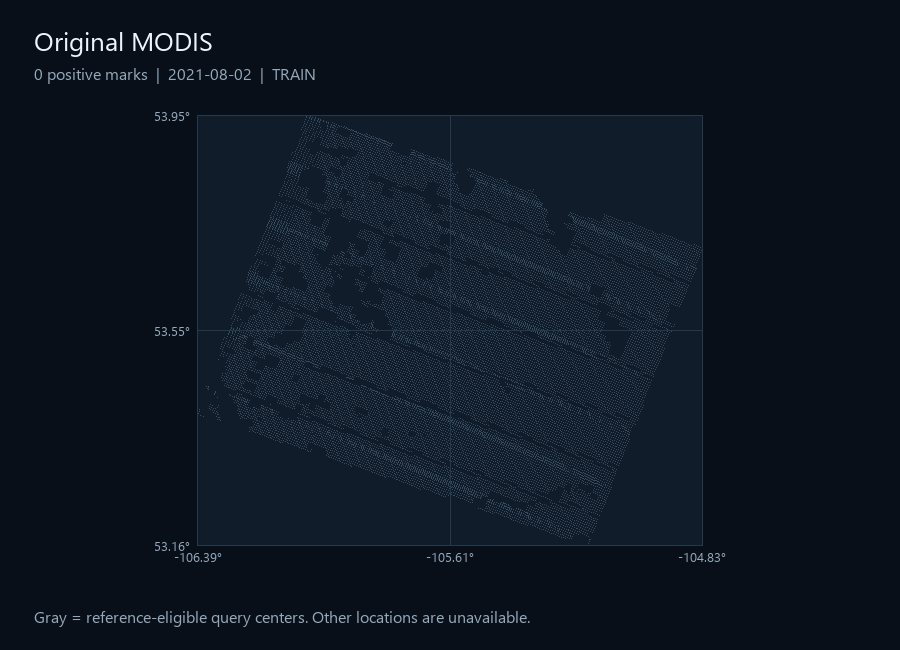 Original MODIS
0 positive marks | 2021-08-02 | TRAIN
53.95°
53.55°
53.16°
-106.39° -105.61° -104.83°
Gray = reference-eligible query centers. Other locations are unavailable.